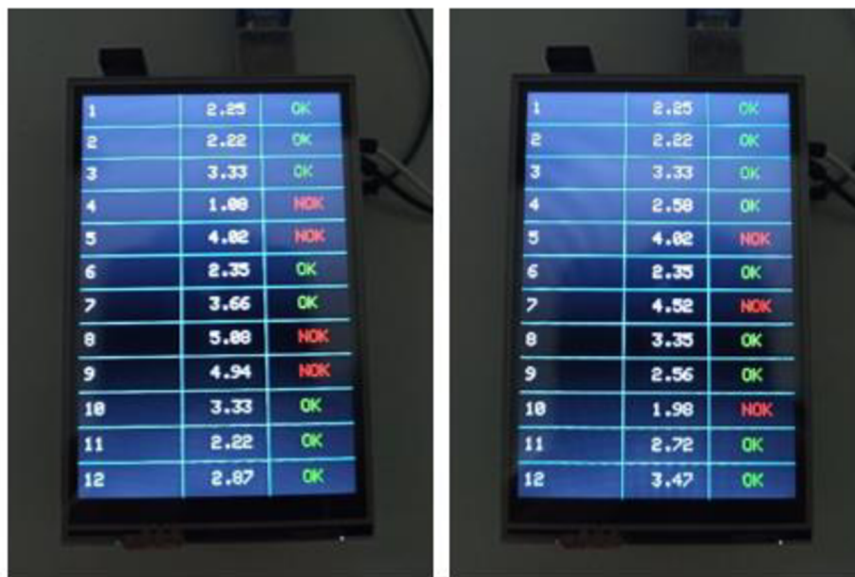 1 2.25 OK
2 2.22 OK
3 3.33 OK
4 1.08 NOK
5 4.02 NOK
6 2.35 OK
7 3.66 OK
8 5.08 NOK
9 4.94 NOK
10 3.33 OK
11 2.22 OK
12 2.87 OK
1 2.25 OK
2 2.22 OK
3 3.33 OK
4 2.58 OK
5 4.02 NOK
6 2.35 OK
7 4.52 NOK
8 3.35 OK
9 2.56 OK
10 1.98 NOK
11 2.72 OK
12 3.47 OK